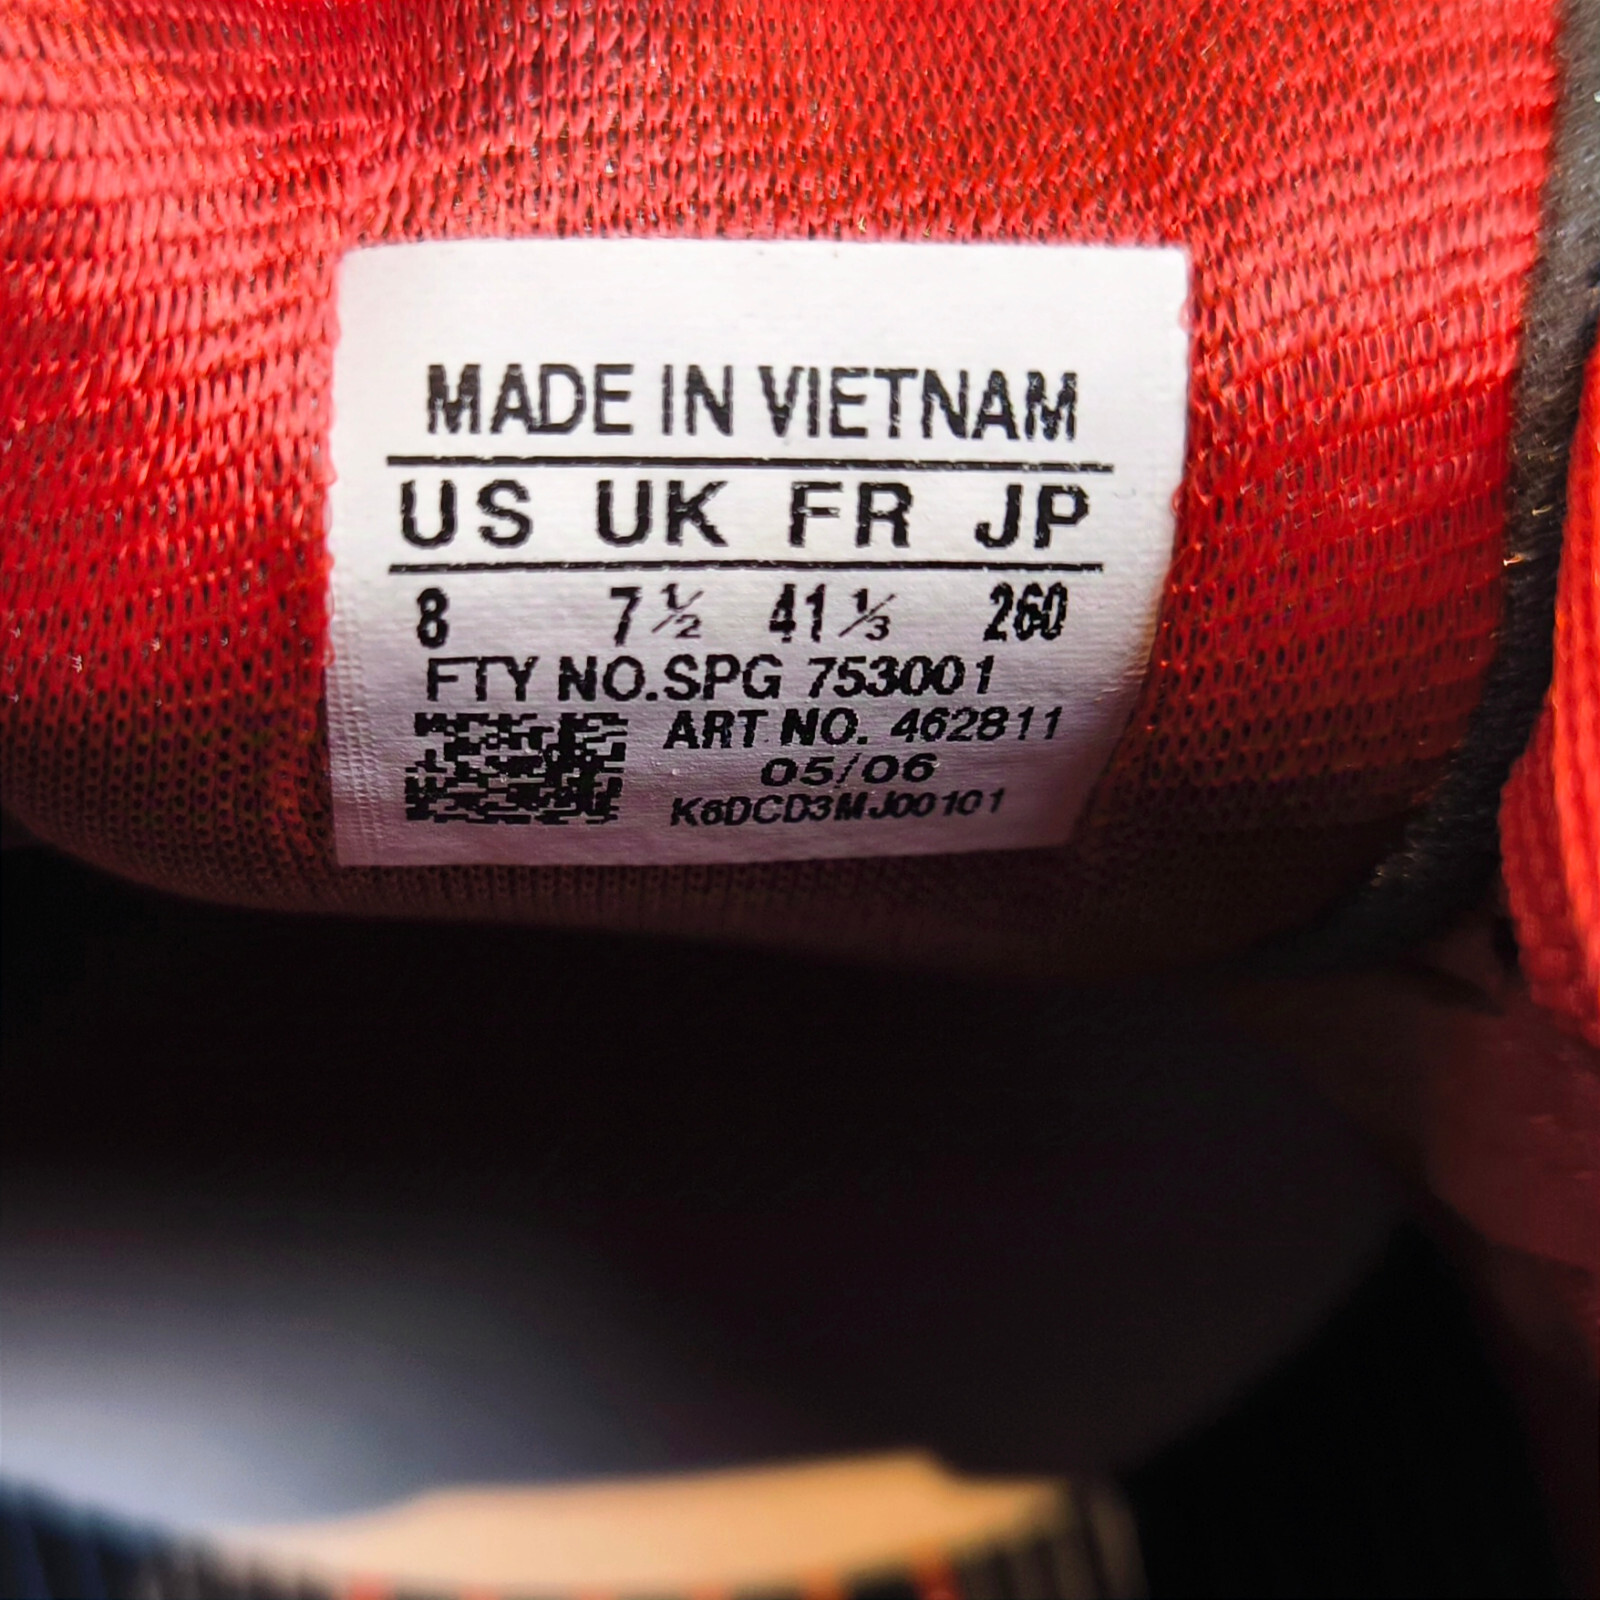 MADE IN VIETNAM
US UK FR JP
8 7½ 41⅓ 260
FTY NO.SPG 753001
ART NO. 462811
05/06
K6DCD3MJ00101